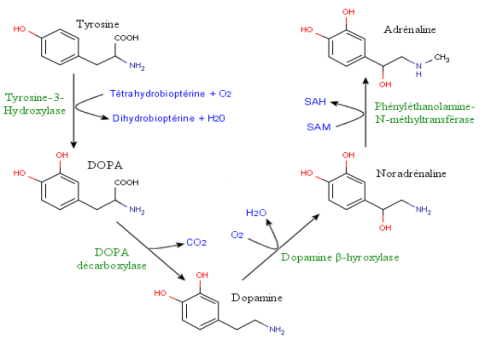 Tyrosine
HO
COOH
NH2
Tyrosine-3-
Hydroxylase
Tétrahydrobioptérine + O2
Dihydrobioptérine + H2O
DOPA
OH
HO
COOH
NH2
DOPA
décarboxylase
CO2
Dopamine
OH
HO
NH2
H2O
O2
Dopamine β-hyroxylase
Noradrénaline
OH
HO
NH2
OH
SAH
SAM
Phényléthanolamine-
N-méthyltransférase
Adrénaline
OH
HO
CH3
N
H
OH